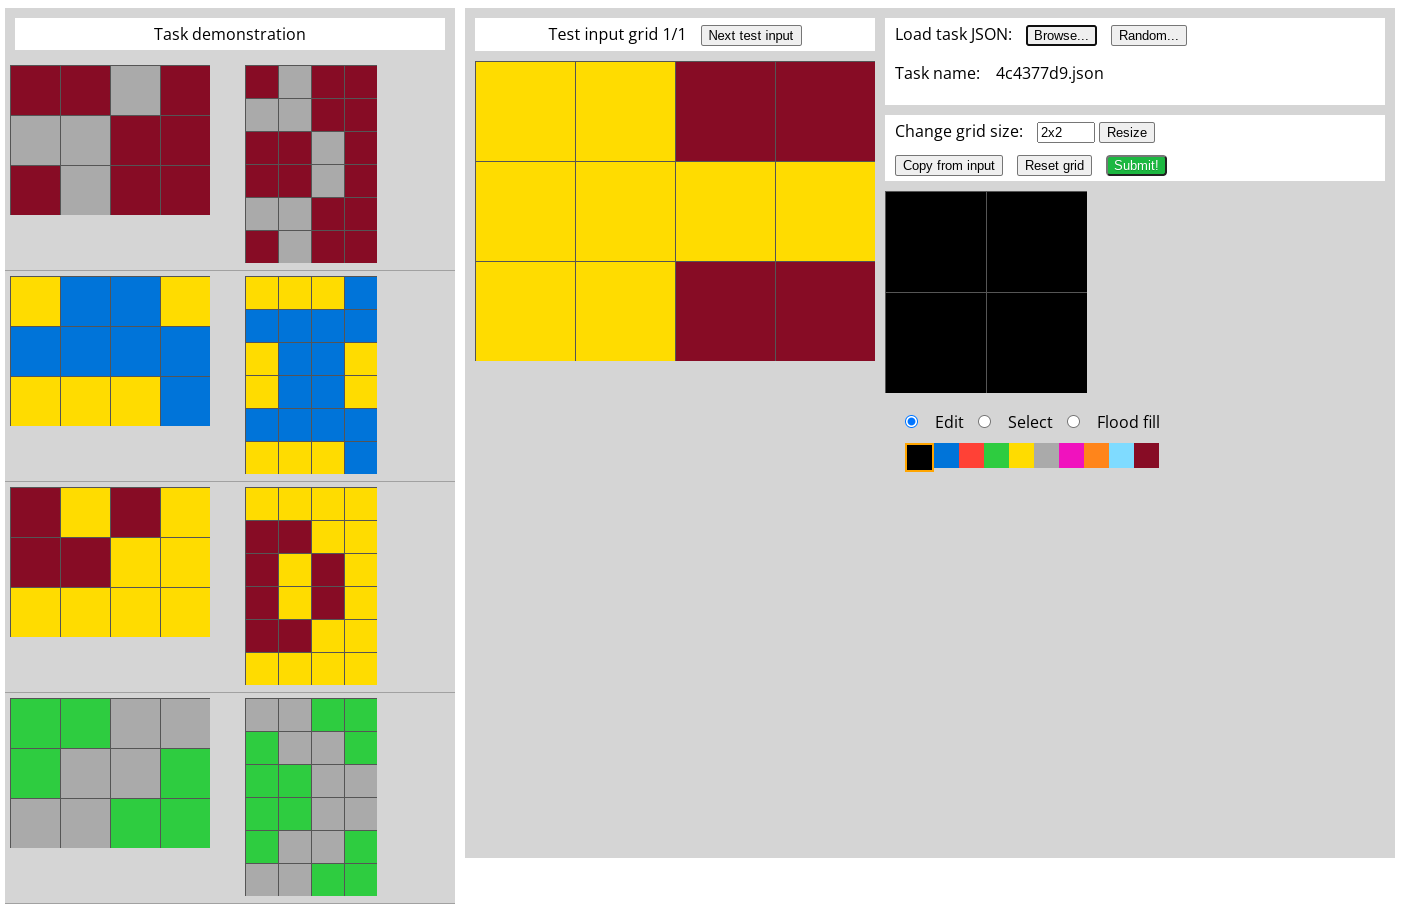 Task demonstration
Test input grid 1/1 Next test input
Load task JSON: Browse... Random...
Task name: 4c4377d9.json
Change grid size: 2x2 Resize
Copy from input Reset grid Submit!
Edit Select Flood fill